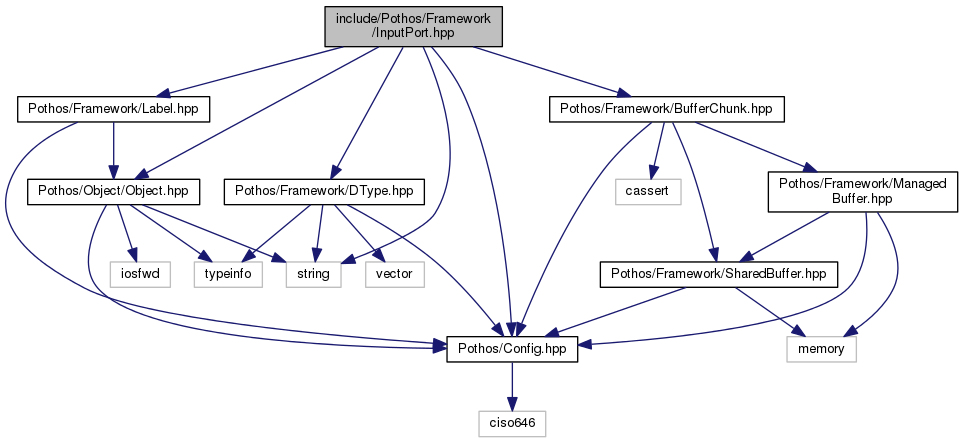 include/Pothos/Framework
/InputPort.hpp
Pothos/Framework/Label.hpp
Pothos/Framework/BufferChunk.hpp
Pothos/Object/Object.hpp
Pothos/Framework/DType.hpp
cassert
Pothos/Framework/Managed
Buffer.hpp
iosfwd
typeinfo
string
vector
Pothos/Framework/SharedBuffer.hpp
Pothos/Config.hpp
memory
ciso646